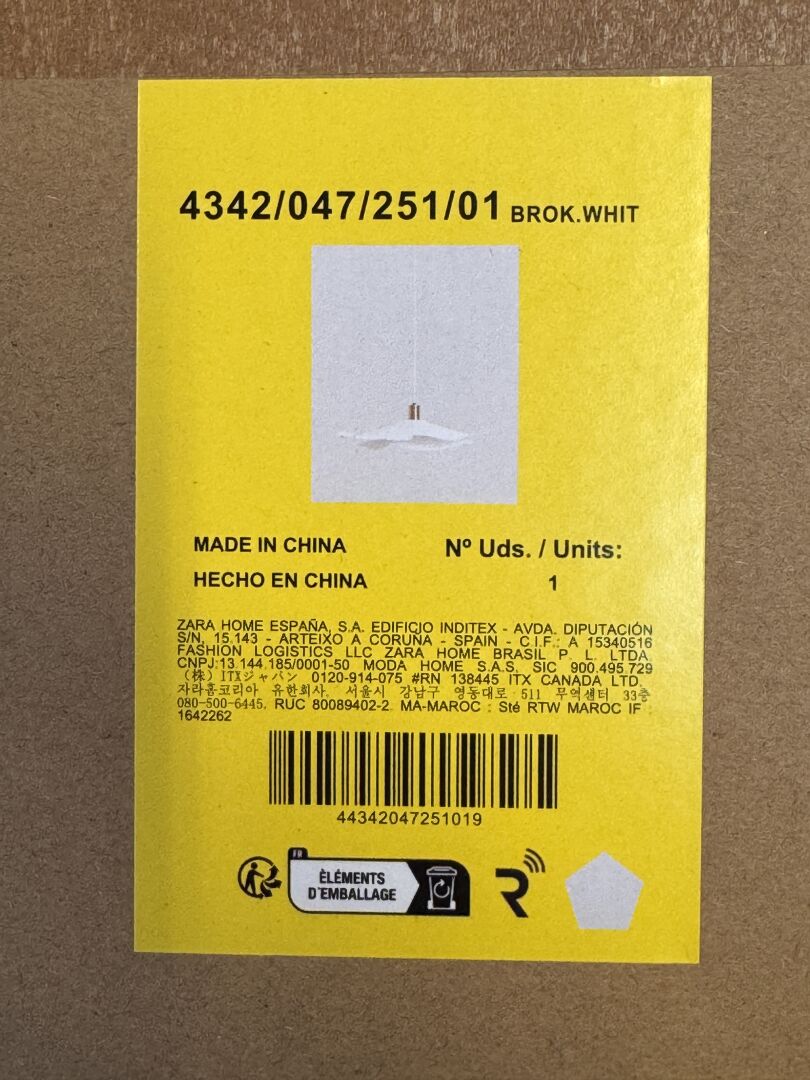 4342/047/251/01 BROK.WHIT
MADE IN CHINA
HECHO EN CHINA
Nº Uds. / Units:
1
ZARA HOME ESPAÑA, S.A. EDIFICIO INDITEX - AVDA. DIPUTACIÓN
S/N, 15.143 - ARTEIXO A CORUÑA - SPAIN - C.I.F.: A 15340516
FASHION LOGISTICS LLC ZARA HOME BRASIL P. L. LTDA.
CNPJ:13.144.185/0001-50 MODA HOME S.A.S. SIC 900.495.729
(株) ITXジャパン 0120-914-075 #RN 138445 ITX CANADA LTD.
자라홈코리아 유한회사. 서울시 강남구 영동대로 511 무역센터 33층
080-500-6445. RUC 80089402-2. MA-MAROC : Sté RTW MAROC IF :
1642262
44342047251019
FR
ÈLÉMENTS
D'EMBALLAGE
R